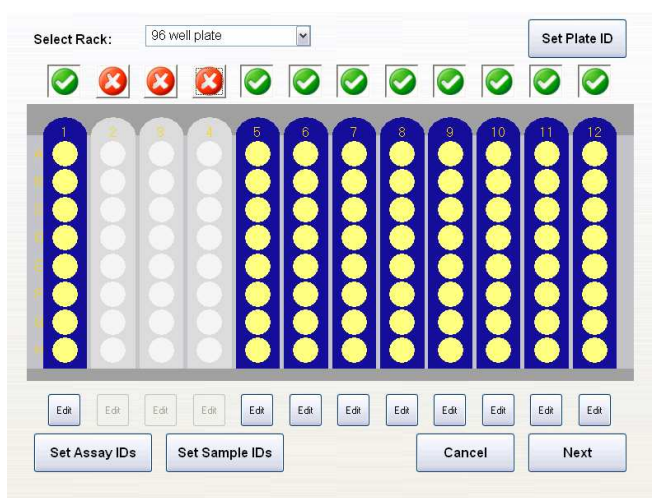 Select Rack: 96 well plate Set Plate ID
1 2 3 4 5 6 7 8 9 10 11 12
Edit Edit Edit Edit Edit Edit Edit Edit Edit Edit Edit Edit
Set Assay IDs Set Sample IDs Cancel Next